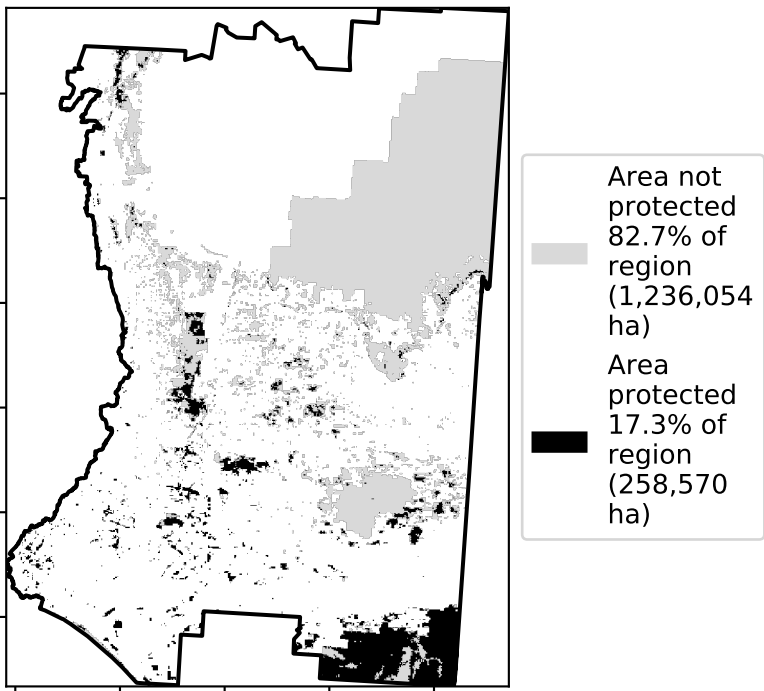 Area not
protected
82.7% of
region
(1,236,054
ha)
Area
protected
17.3% of
region
(258,570
ha)